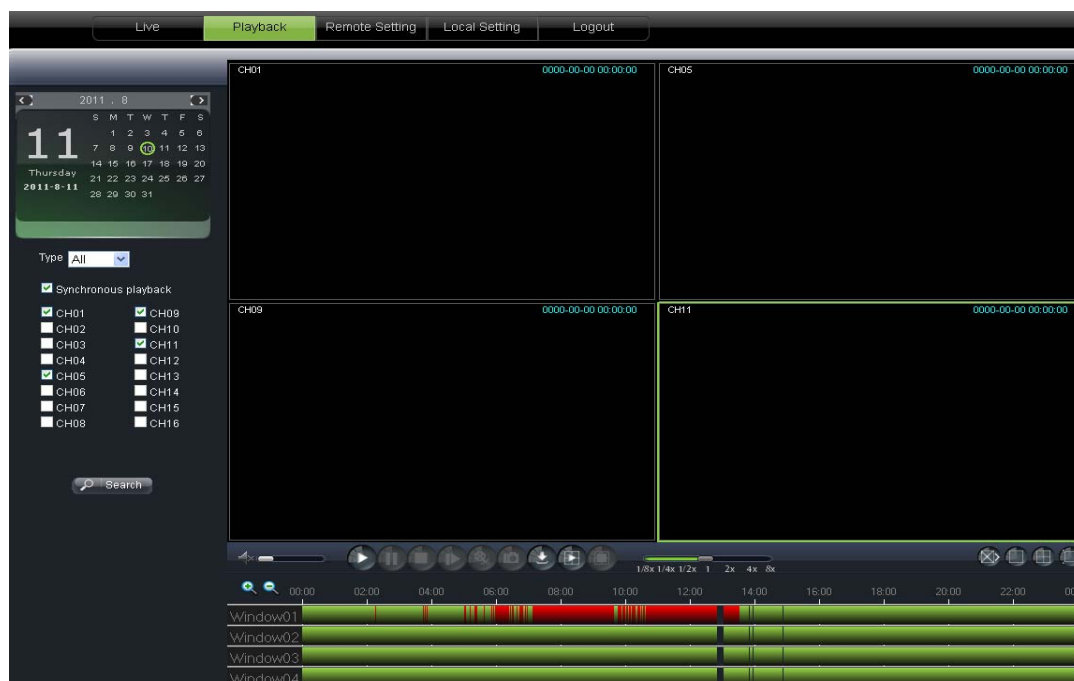 Live Playback Remote Setting Local Setting Logout
2011 . 8
S M T W T F S
1 2 3 4 5 6
7 8 9 10 11 12 13
14 15 16 17 18 19 20
21 22 23 24 25 26 27
28 29 30 31
11
Thursday
2011-8-11
Type All
Synchronous playback
CH01 CH09
CH02 CH10
CH03 CH11
CH04 CH12
CH05 CH13
CH06 CH14
CH07 CH15
CH08 CH16
Search
CH01 0000-00-00 00:00:00
CH05 0000-00-00 00:00:00
CH09 0000-00-00 00:00:00
CH11 0000-00-00 00:00:00
1/8x 1/4x 1/2x 1 2x 4x 8x
00:00 02:00 04:00 06:00 08:00 10:00 12:00 14:00 16:00 18:00 20:00 22:00 00
Window01
Window02
Window03
Window04